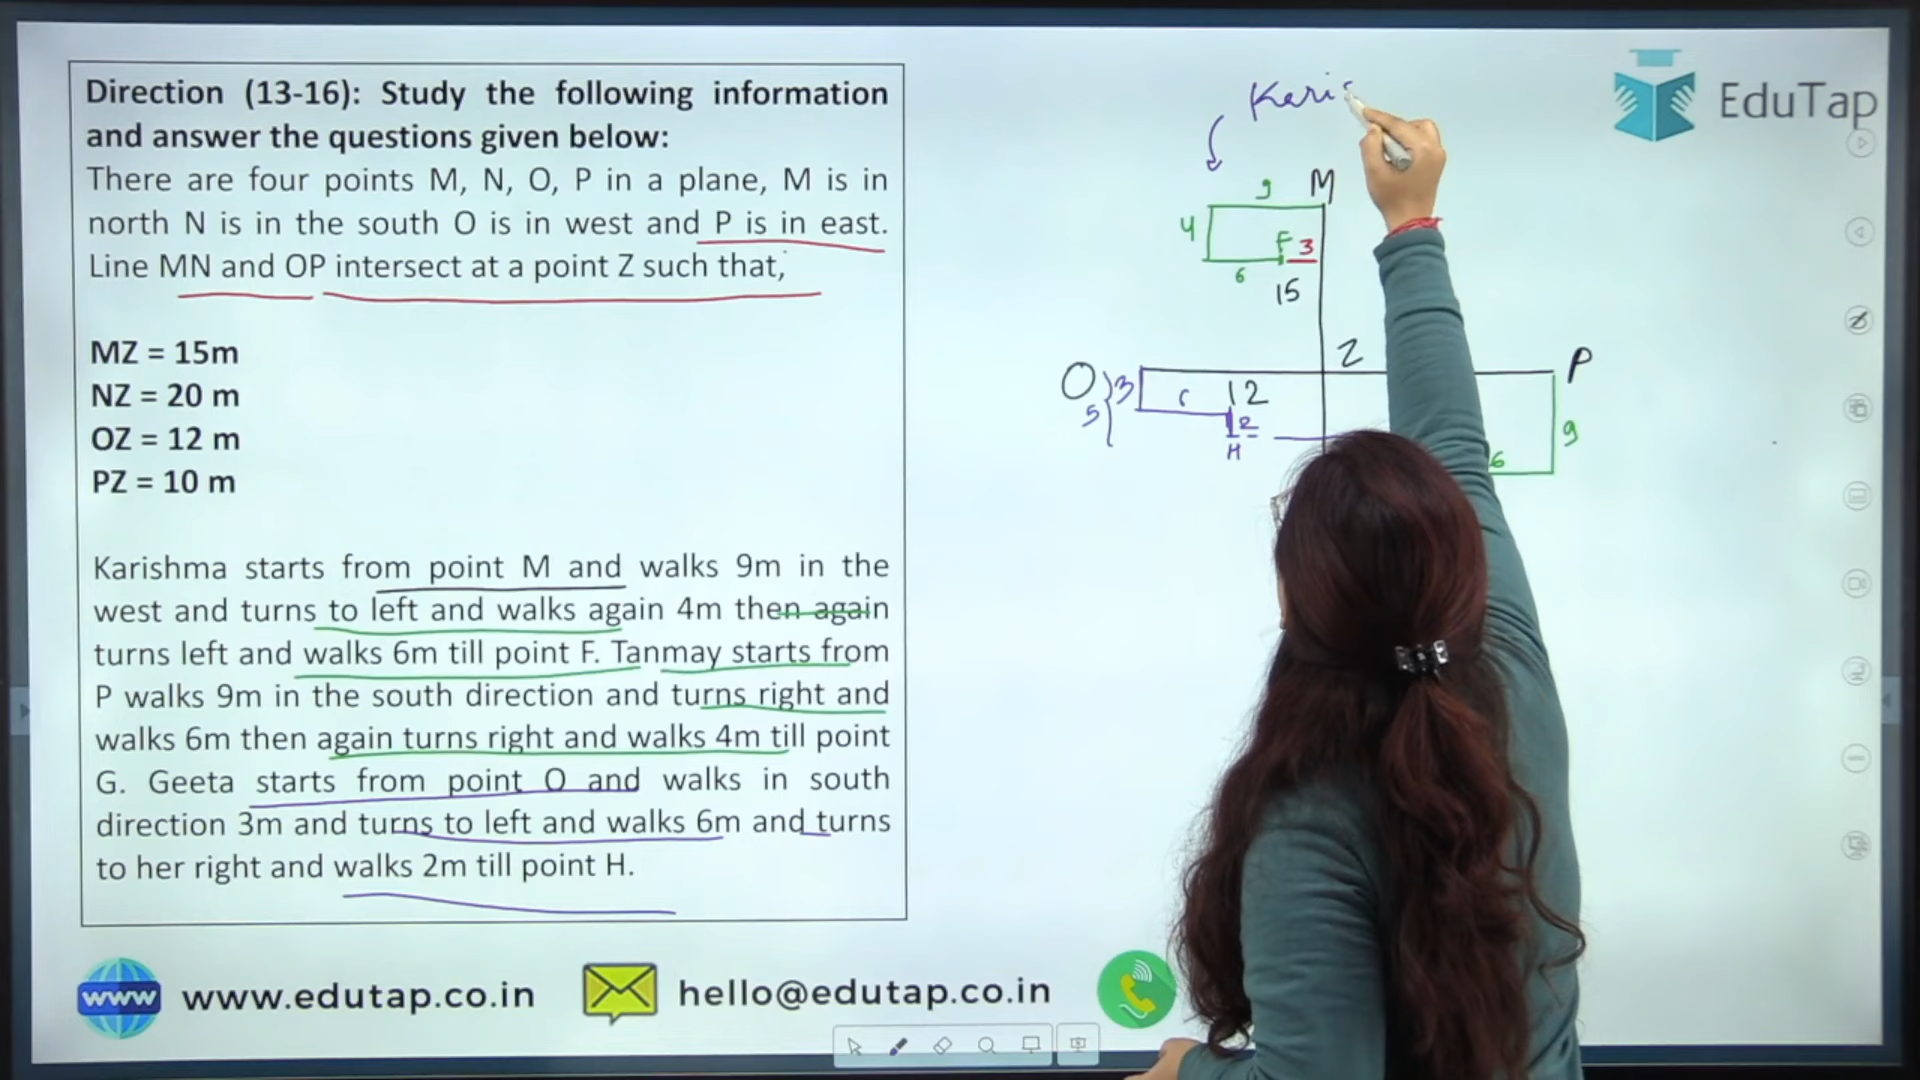 Direction (13-16): Study the following information
and answer the questions given below:
There are four points M, N, O, P in a plane, M is in
north N is in the south O is in west and P is in east.
Line MN and OP intersect at a point Z such that,
MZ = 15m
NZ = 20 m
OZ = 12 m
PZ = 10 m
Karishma starts from point M and walks 9m in the
west and turns to left and walks again 4m then again
turns left and walks 6m till point F. Tanmay starts from
P walks 9m in the south direction and turns right and
walks 6m then again turns right and walks 4m till point
G. Geeta starts from point O and walks in south
direction 3m and turns to left and walks 6m and turns
to her right and walks 2m till point H.
Karis
9 M
4 F 3
6
15
Z
O 3 12 P
5 2 9
H 6
EduTap
www www.edutap.co.in
hello@edutap.co.in